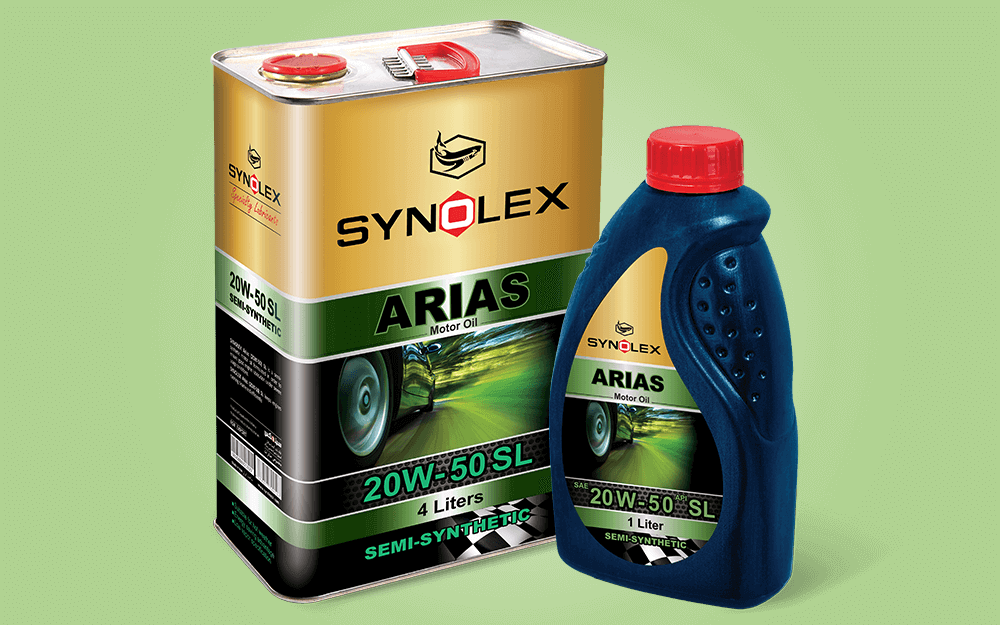 SYNOLEX
Specialty Lubricants
20W-50 SL
SEMI-SYNTHETIC
SYNOLEX
ARIAS
Motor Oil
20W-50 SL
4 Liters
SEMI-SYNTHETIC
SYNOLEX
ARIAS
Motor Oil
SAE 20W-50 API SL
1 Liter
SEMI-SYNTHETIC